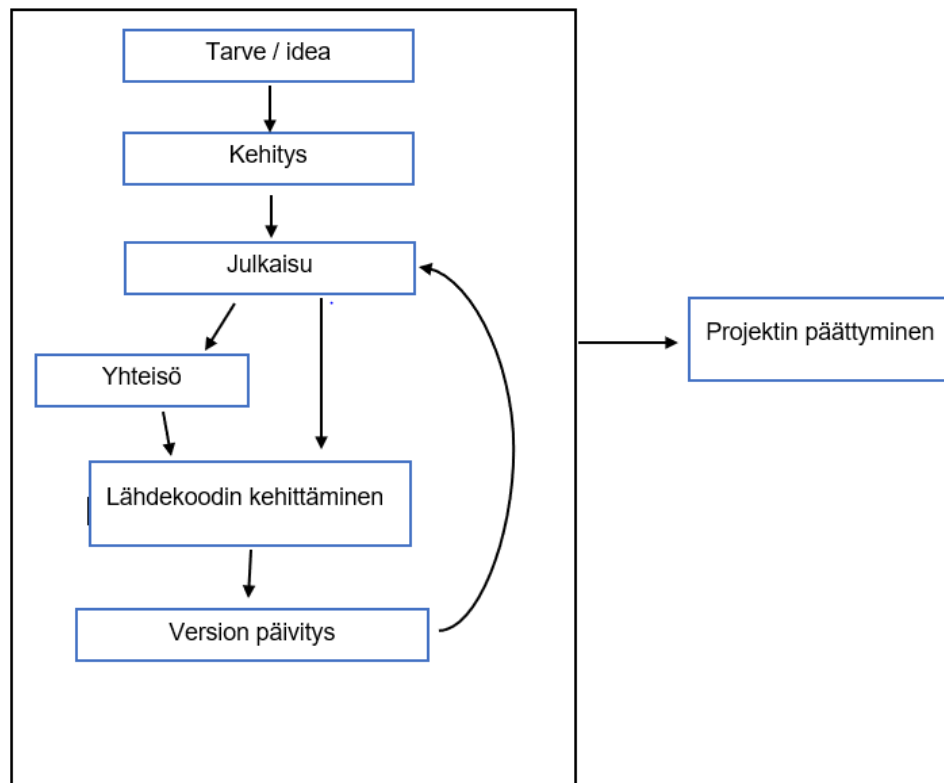 Tarve / idea
Kehitys
Julkaisu
Yhteisö
Projektin päättyminen
Lähdekoodin kehittäminen
Version päivitys